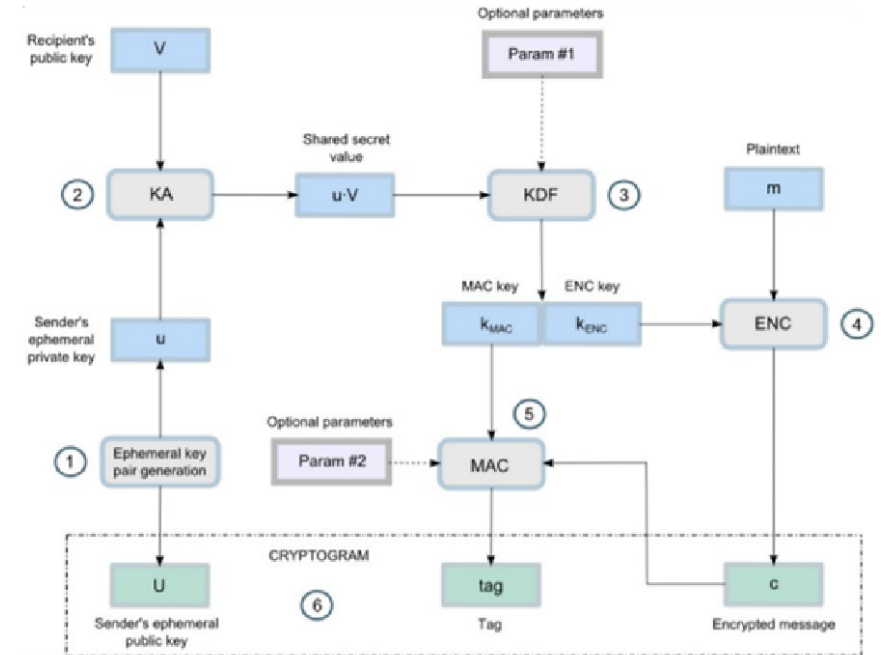 Optional parameters
Recipient's
public key
V
Param #1
Shared secret
value
Plaintext
2
KA
u·V
KDF
3
m
MAC key
ENC key
Sender's
ephemeral
private key
u
kMAC
kENC
ENC
4
5
Optional parameters
1
Ephemeral key
pair generation
Param #2
MAC
CRYPTOGRAM
U
6
tag
c
Sender's ephemeral
public key
Tag
Encrypted message